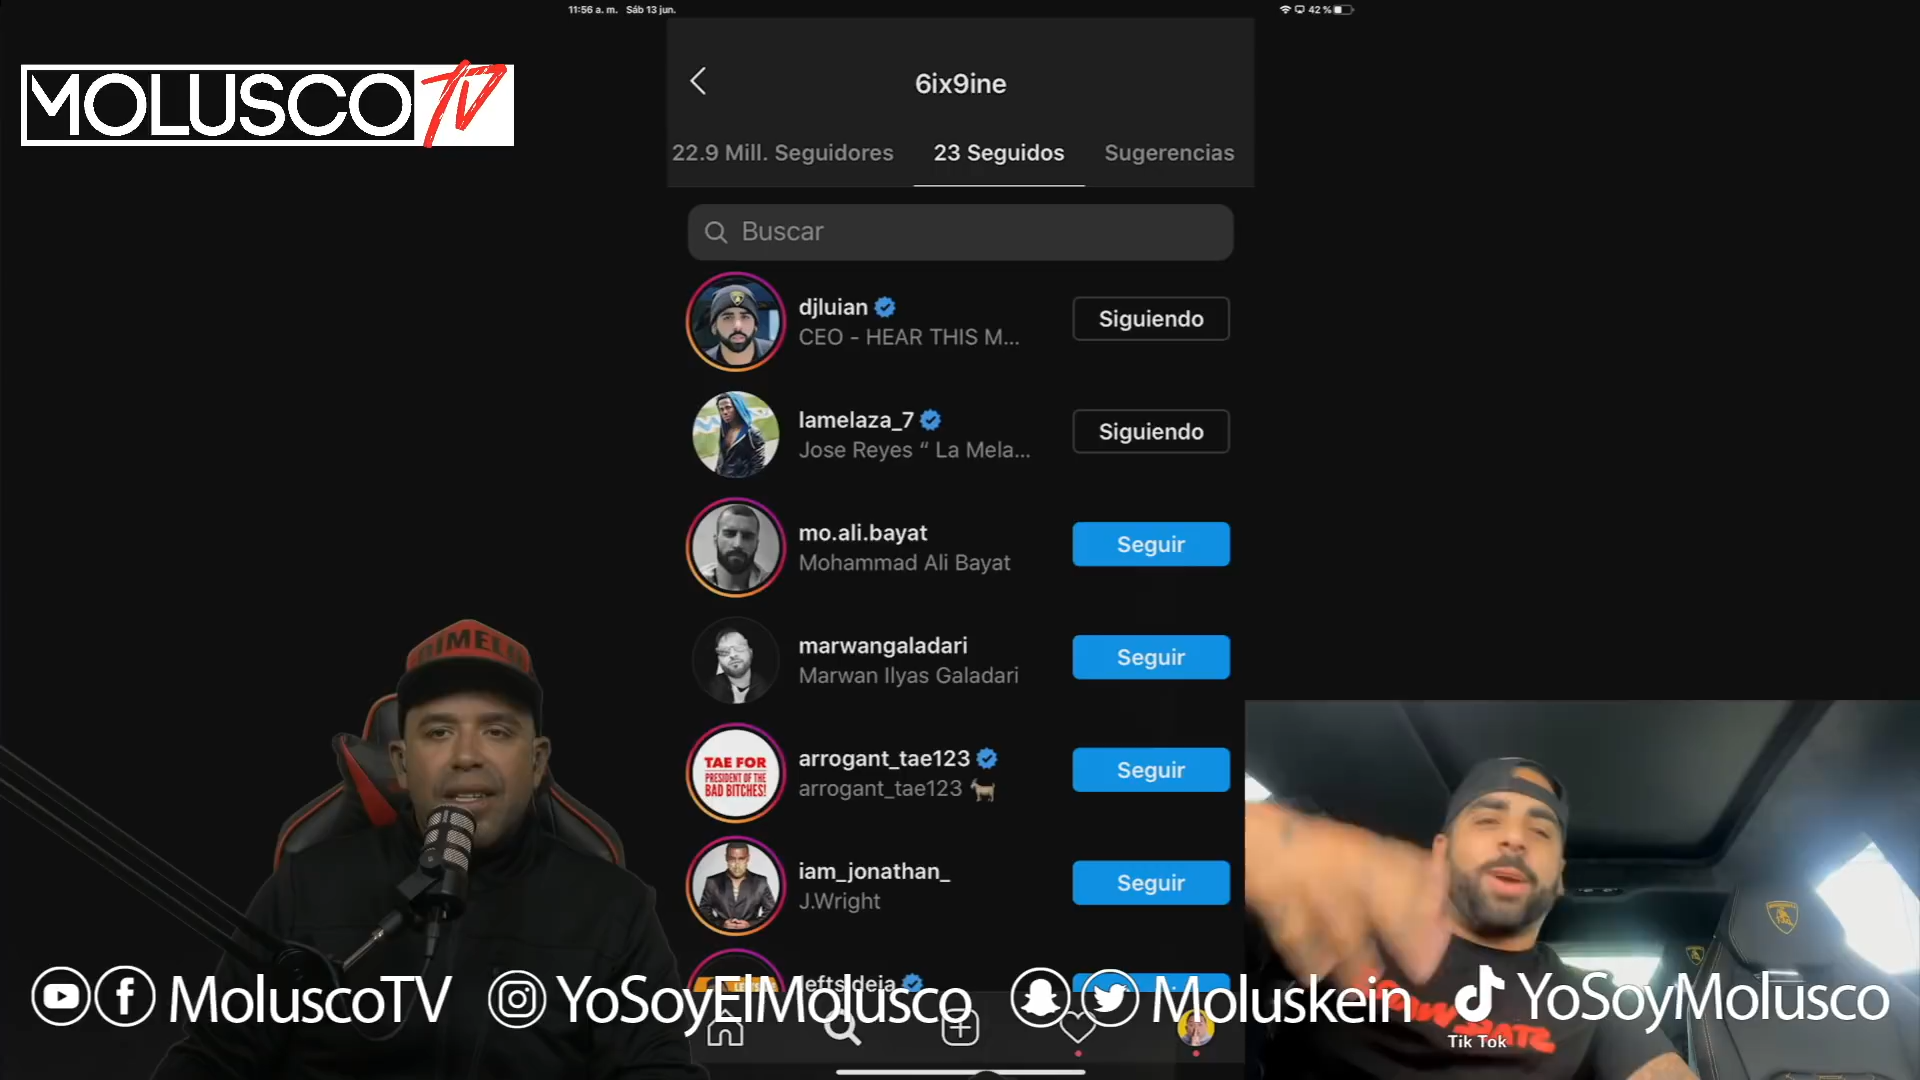 11:56 a. m. Sáb 13 jun.
42 %
MOLUSCO TV
6ix9ine
22.9 Mill. Seguidores 23 Seguidos Sugerencias
Buscar
djluian
CEO - HEAR THIS M...
Siguiendo
lamelaza_7
Jose Reyes “ La Mela...
Siguiendo
mo.ali.bayat
Mohammad Ali Bayat
Seguir
marwangaladari
Marwan Ilyas Galadari
Seguir
TAE FOR
PRESIDENT OF THE
BAD BITCHES!
arrogant_tae123
arrogant_tae123
Seguir
iam_jonathan_
J.Wright
Seguir
DIMELO
MoluscoTV YoSoyElMolusco Moluskein YoSoyMolusco
Tik Tok